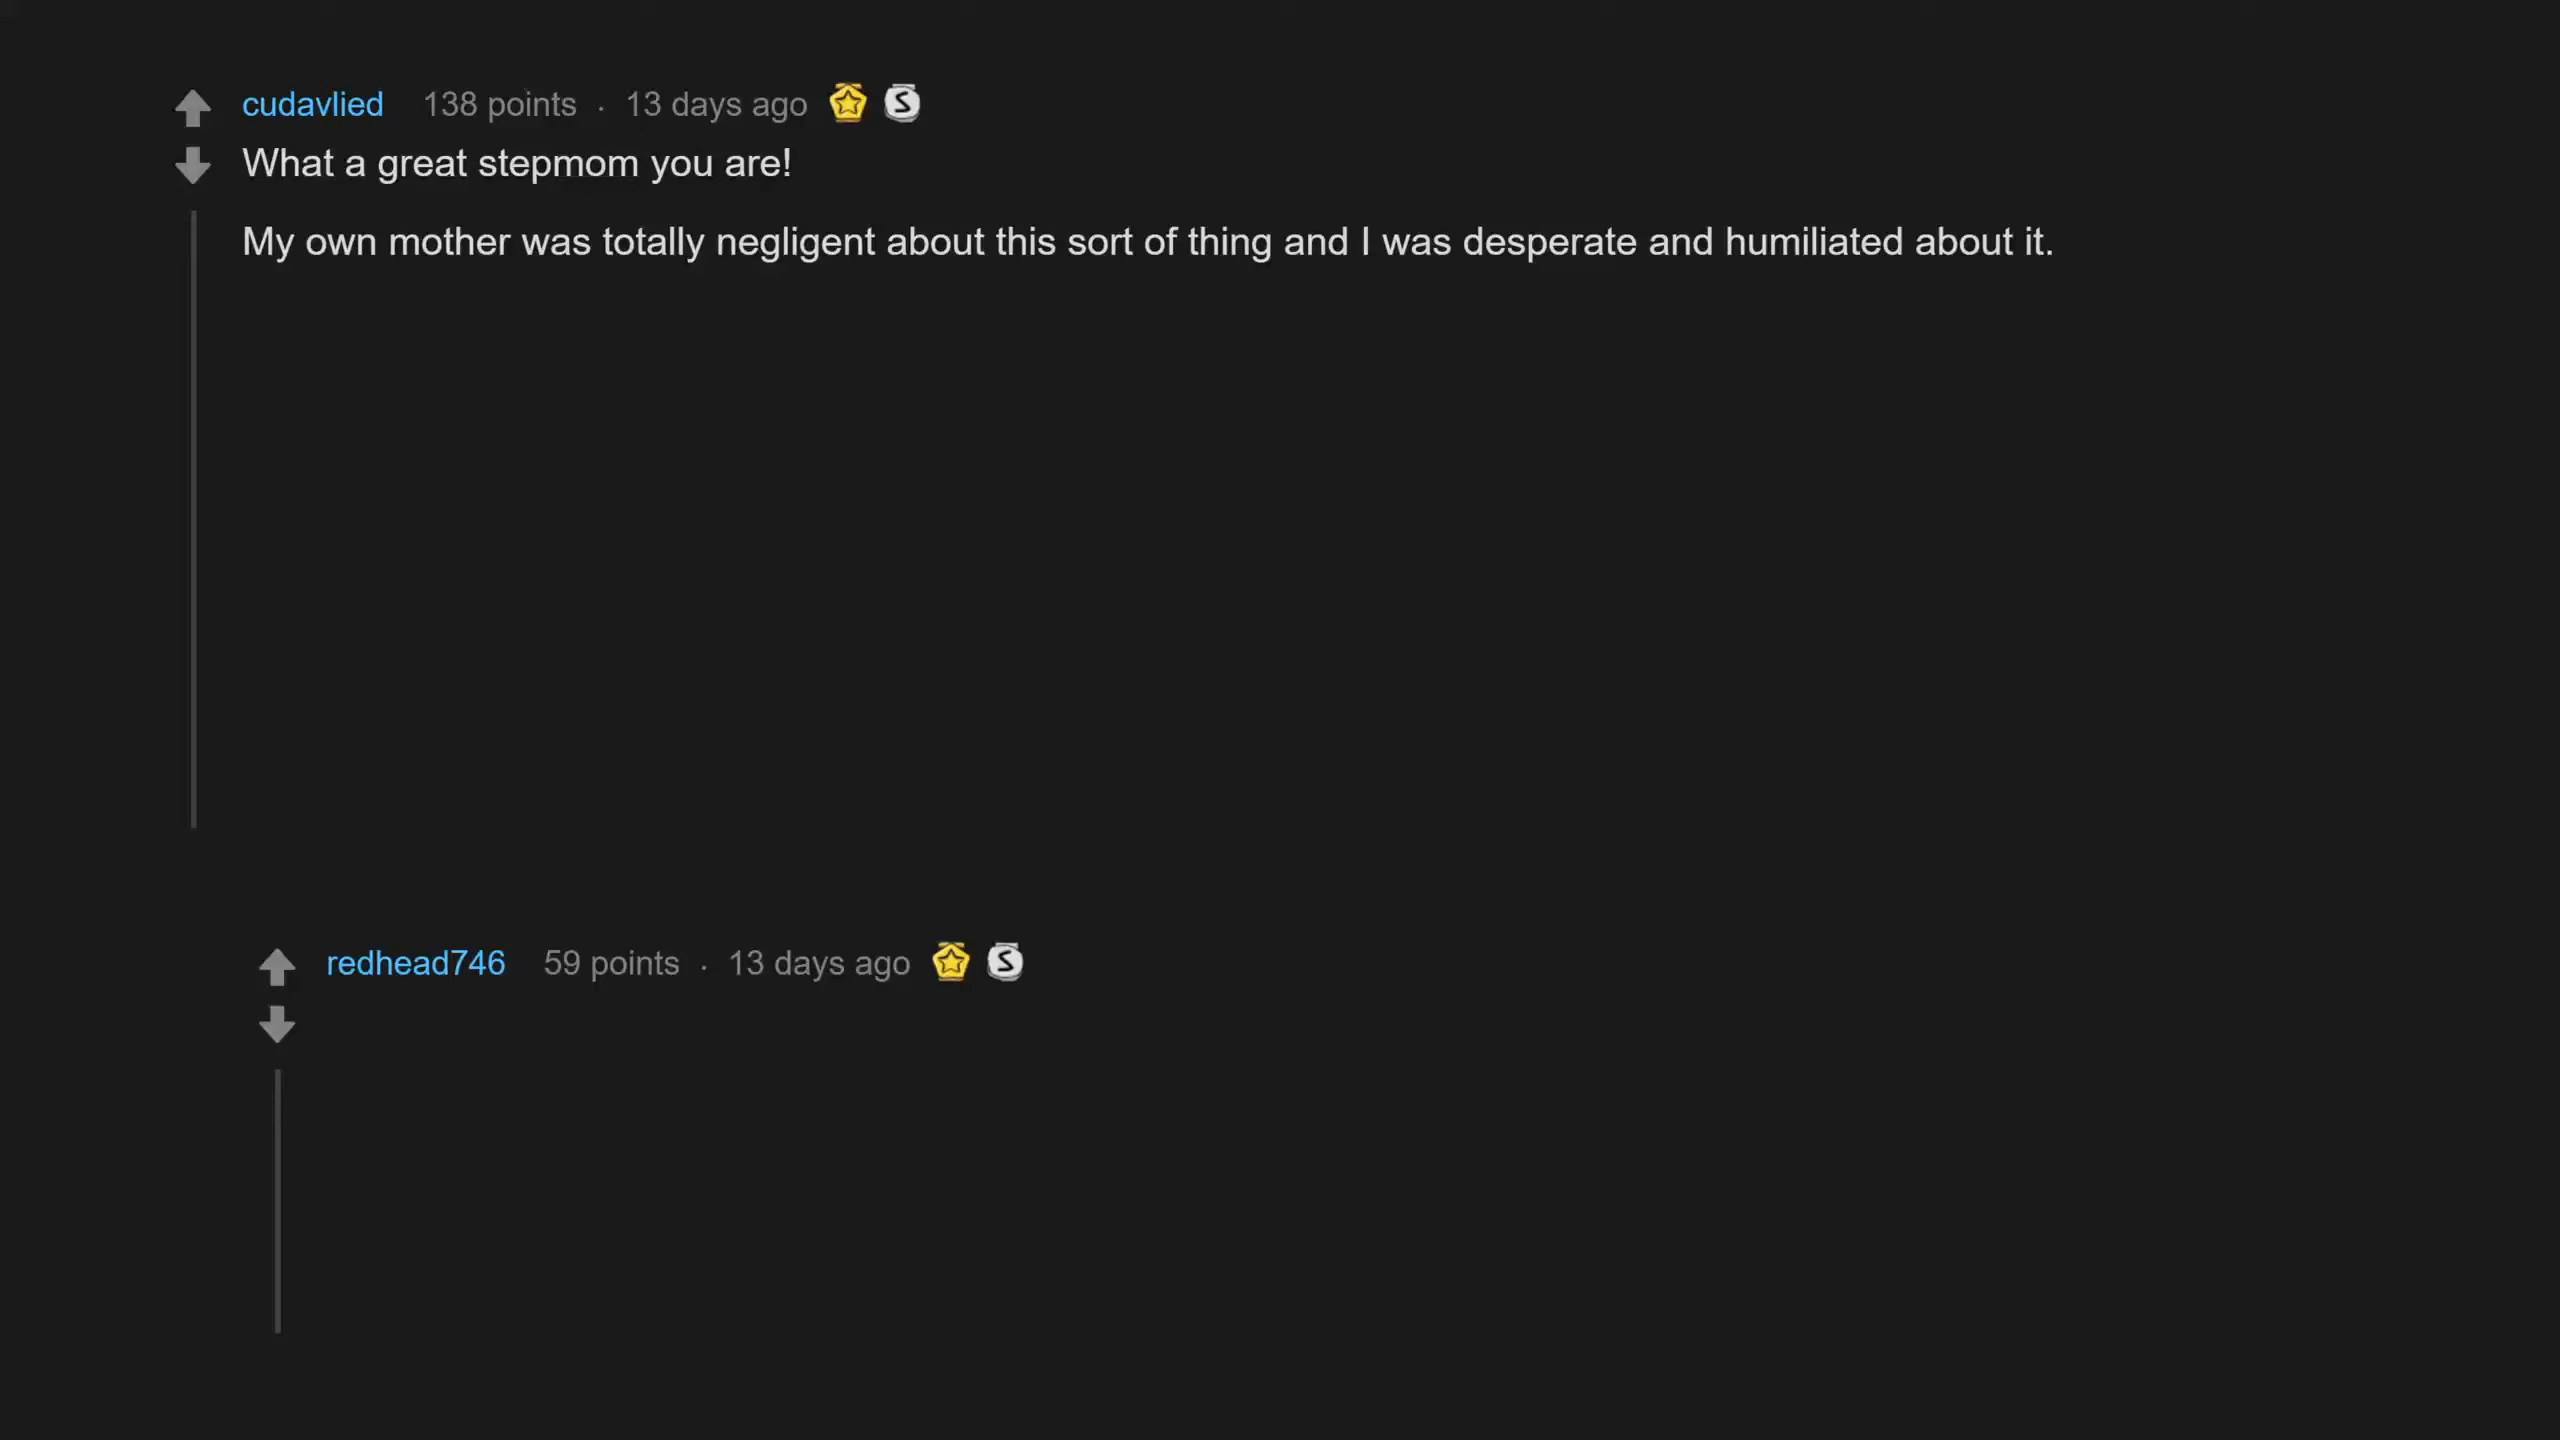 cudavlied 138 points · 13 days ago
What a great stepmom you are!
My own mother was totally negligent about this sort of thing and I was desperate and humiliated about it.
redhead746 59 points · 13 days ago